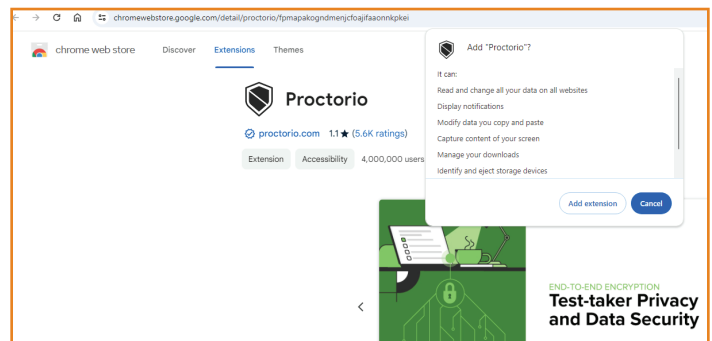 chromewebstore.google.com/detail/proctorio/fpmapakogndmenjcfoajifaaonnkpkei
chrome web store
Discover
Extensions
Themes
Proctorio
proctorio.com 1.1★ (5.6K ratings)
Extension
Accessibility
4,000,000 users
Add "Proctorio"?
It can:
Read and change all your data on all websites
Display notifications
Modify data you copy and paste
Capture content of your screen
Manage your downloads
Identify and eject storage devices
Add extension
Cancel
END-TO-END ENCRYPTION
Test-taker Privacy
and Data Security